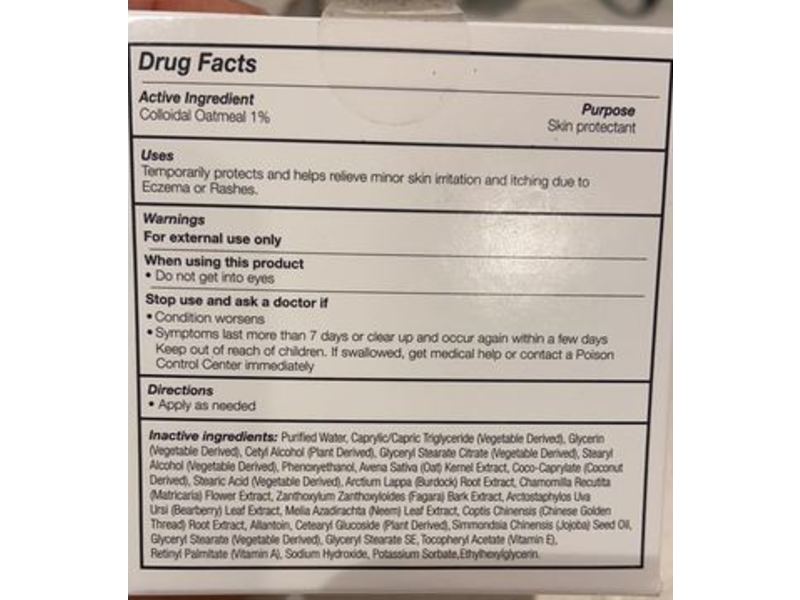 Drug Facts
Active Ingredient
Purpose
Colloidal Oatmeal 1%
Skin protectant
Uses
Temporarily protects and helps relieve minor skin irritation and itching due to
Eczema or Rashes.
Warnings
For external use only
When using this product
• Do not get into eyes
Stop use and ask a doctor if
• Condition worsens
• Symptoms last more than 7 days or clear up and occur again within a few days
Keep out of reach of children. If swallowed, get medical help or contact a Poison
Control Center immediately
Directions
• Apply as needed
Inactive ingredients: Purified Water, Caprylic/Capric Triglyceride (Vegetable Derived), Glycerin
(Vegetable Derived), Cetyl Alcohol (Plant Derived), Glyceryl Stearate Citrate (Vegetable Derived), Stearyl
Alcohol (Vegetable Derived), Phenoxyethanol, Avena Sativa (Oat) Kernel Extract, Coco-Caprylate (Coconut
Derived), Stearic Acid (Vegetable Derived), Arctium Lappa (Burdock) Root Extract, Chamomilla Recutita
(Matricaria) Flower Extract, Zanthoxylum Zanthoxyloides (Fagara) Bark Extract, Arctostaphylos Uva
Ursi (Bearberry) Leaf Extract, Melia Azadirachta (Neem) Leaf Extract, Coptis Chinensis (Chinese Golden
Thread) Root Extract, Allantoin, Cetearyl Glucoside (Plant Derived), Simmondsia Chinensis (Jojoba) Seed Oil,
Glyceryl Stearate (Vegetable Derived), Glyceryl Stearate SE, Tocopheryl Acetate (Vitamin E),
Retinyl Palmitate (Vitamin A), Sodium Hydroxide, Potassium Sorbate,Ethylhexylglycerin.